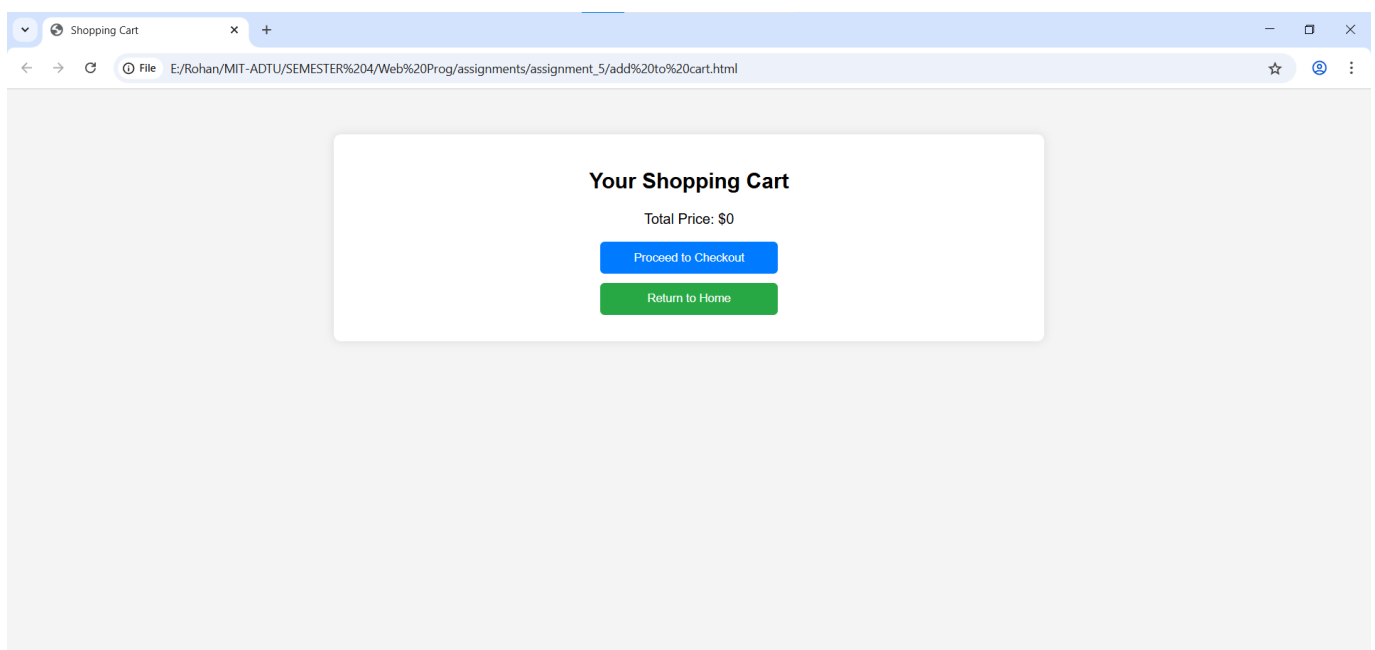 Shopping Cart
File E:/Rohan/MIT-ADTU/SEMESTER%204/Web%20Prog/assignments/assignment_5/add%20to%20cart.html
Your Shopping Cart
Total Price: $0
Proceed to Checkout
Return to Home